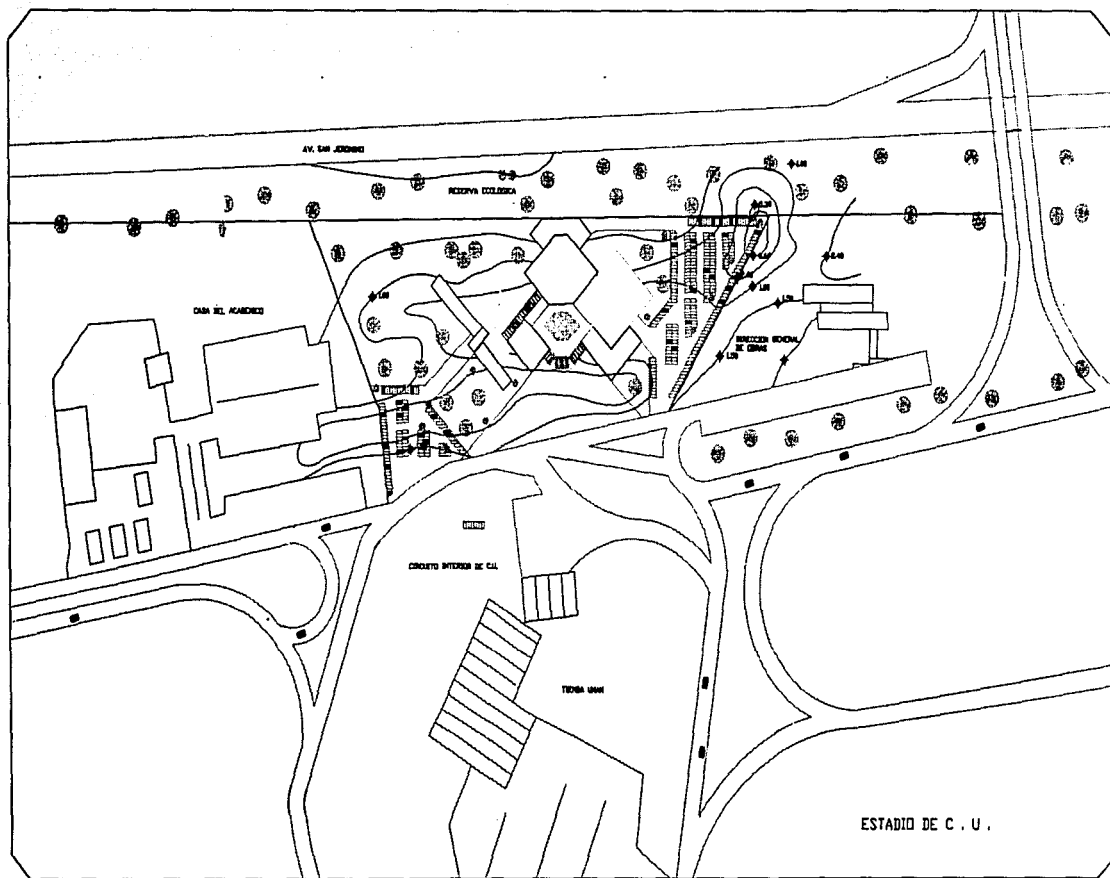 AV. SAN JERONIMO
RESERVA ECOLOGICA
CASA DEL ACADEMICO
DIRECCION GENERAL
DE OBRAS
CIRCUITO INTERIOR DE C.U.
TIENDA UNAM
ESTADIO DE C . U .